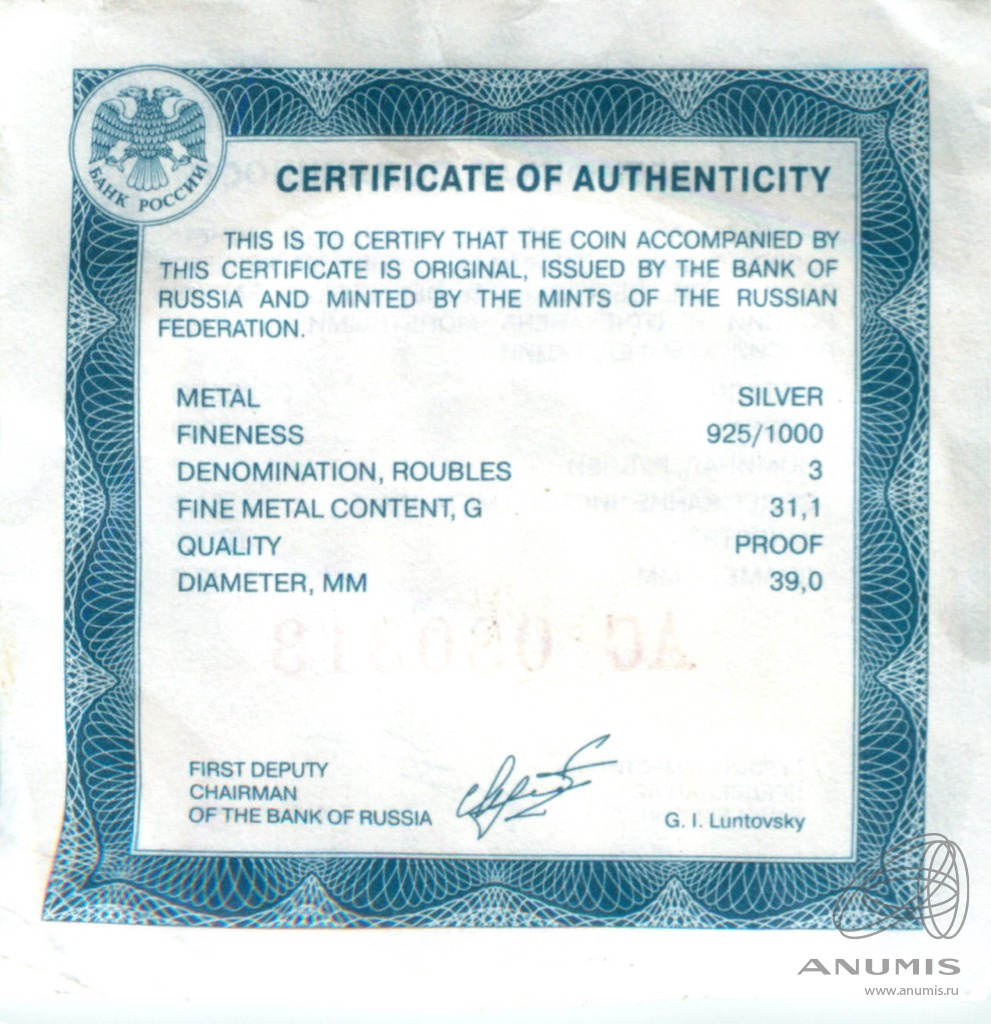 БАНК РОССИИ
CERTIFICATE OF AUTHENTICITY
THIS IS TO CERTIFY THAT THE COIN ACCOMPANIED BY
THIS CERTIFICATE IS ORIGINAL, ISSUED BY THE BANK OF
RUSSIA AND MINTED BY THE MINTS OF THE RUSSIAN
FEDERATION.
METAL SILVER
FINENESS 925/1000
DENOMINATION, ROUBLES 3
FINE METAL CONTENT, G 31,1
QUALITY PROOF
DIAMETER, MM 39,0
FIRST DEPUTY
CHAIRMAN
OF THE BANK OF RUSSIA
G. I. Luntovsky
ANUMIS
www.anumis.ru